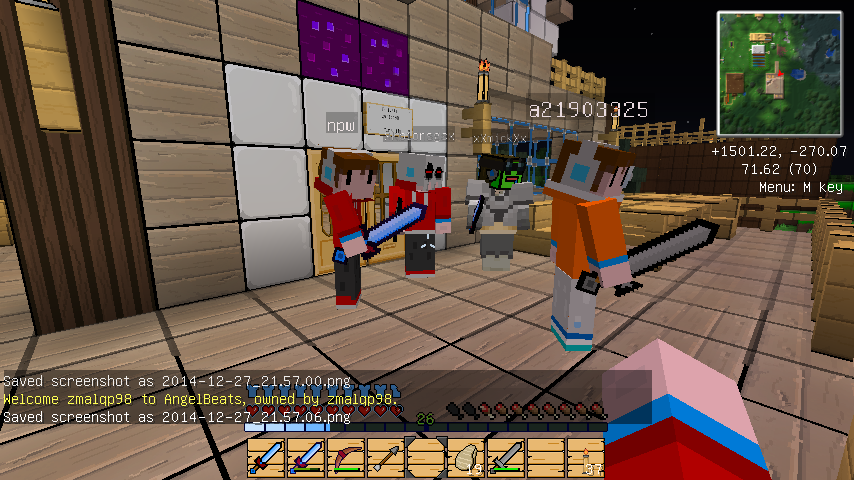 npw
a21903325
xXnickXx
+1501.22, -270.07
71.62 (70)
Menu: M key
Saved screenshot as 2014-12-27_21.57.00.png
Welcome zmalqp98 to AngelBeats, owned by zmalqp98.
Saved screenshot as 2014-12-27_21.57.06.png
26
19
37